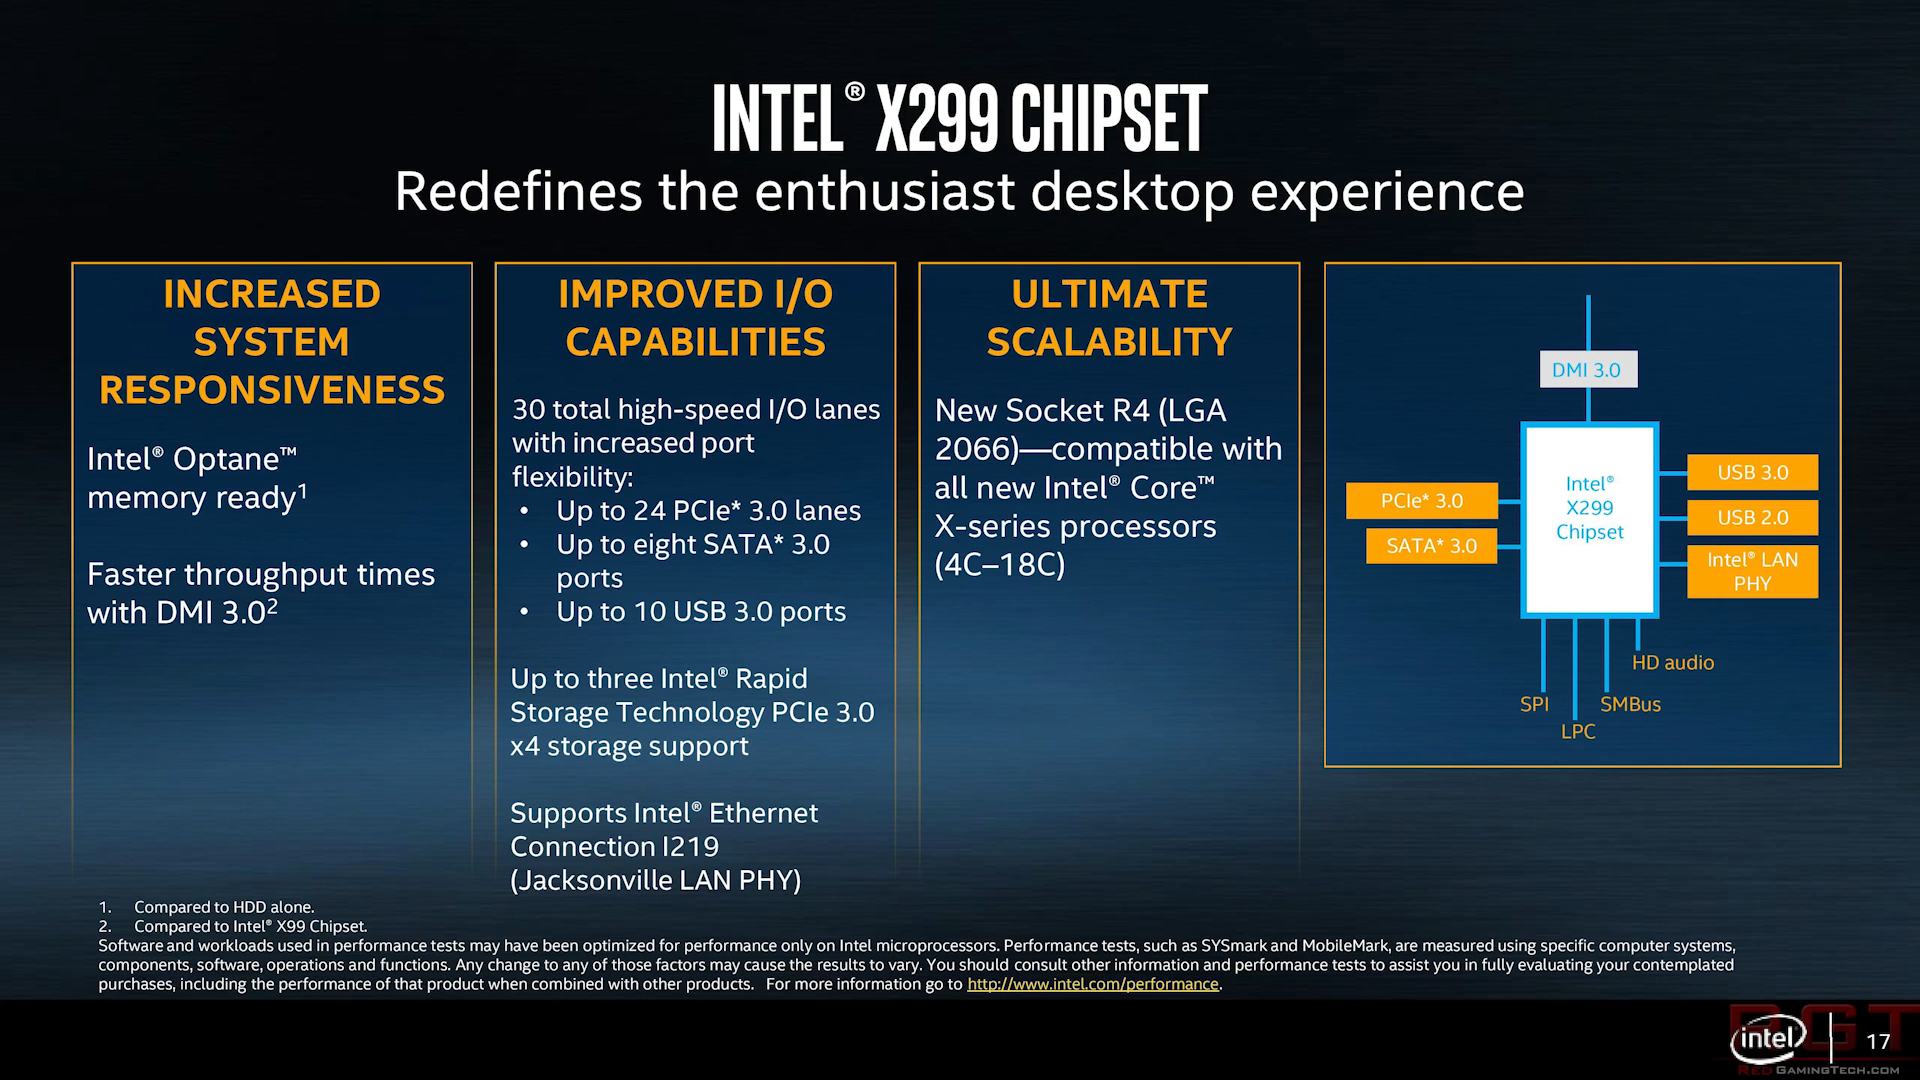 INTEL® X299 CHIPSET
Redefines the enthusiast desktop experience
INCREASED
SYSTEM
RESPONSIVENESS
Intel® Optane™
memory ready1
Faster throughput times
with DMI 3.02
IMPROVED I/O
CAPABILITIES
30 total high-speed I/O lanes
with increased port
flexibility:
• Up to 24 PCIe* 3.0 lanes
• Up to eight SATA* 3.0
ports
• Up to 10 USB 3.0 ports
Up to three Intel® Rapid
Storage Technology PCIe 3.0
x4 storage support
Supports Intel® Ethernet
Connection I219
(Jacksonville LAN PHY)
ULTIMATE
SCALABILITY
New Socket R4 (LGA
2066)—compatible with
all new Intel® Core™
X-series processors
(4C–18C)
DMI 3.0
Intel®
X299
Chipset
PCIe* 3.0
SATA* 3.0
USB 3.0
USB 2.0
Intel® LAN
PHY
HD audio
SPI
SMBus
LPC
1. Compared to HDD alone.
2. Compared to Intel® X99 Chipset.
Software and workloads used in performance tests may have been optimized for performance only on Intel microprocessors. Performance tests, such as SYSmark and MobileMark, are measured using specific computer systems,
components, software, operations and functions. Any change to any of those factors may cause the results to vary. You should consult other information and performance tests to assist you in fully evaluating your contemplated
purchases, including the performance of that product when combined with other products. For more information go to http://www.intel.com/performance.
RGT
intel
17
REDGAMINGTECH.COM